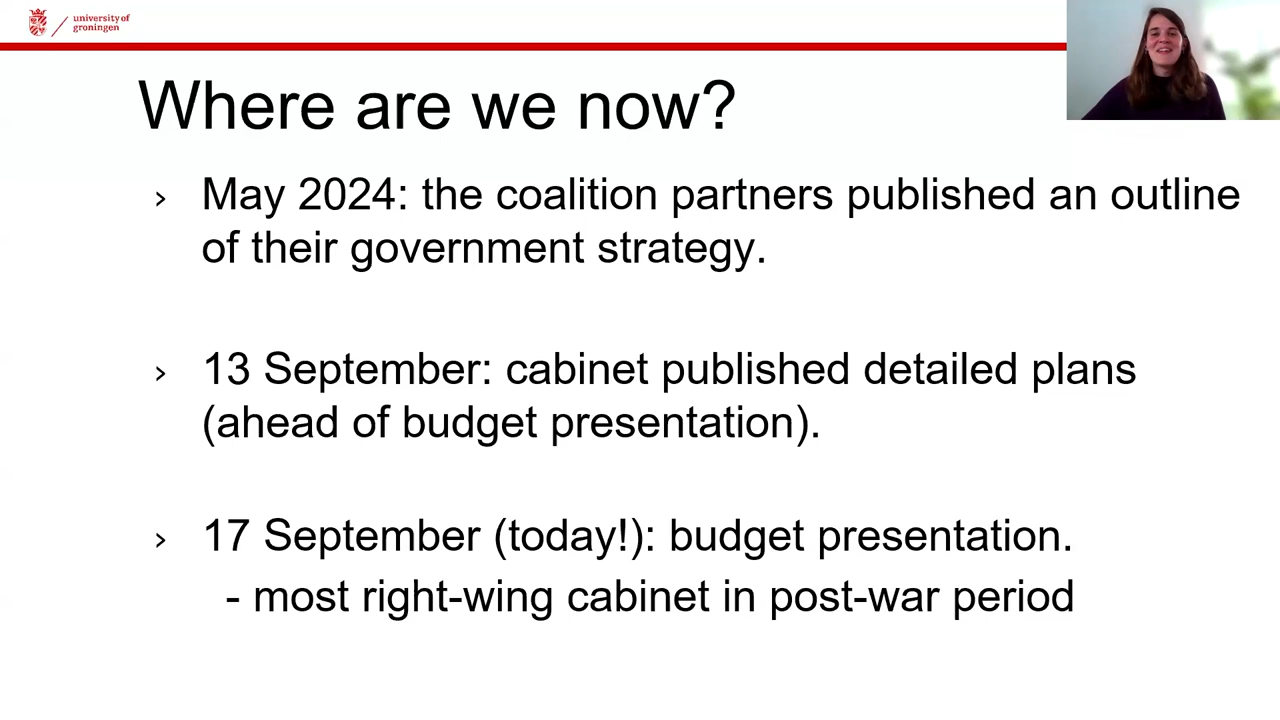 university of
groningen
Where are we now?
› May 2024: the coalition partners published an outline
of their government strategy.
› 13 September: cabinet published detailed plans
(ahead of budget presentation).
› 17 September (today!): budget presentation.
- most right-wing cabinet in post-war period